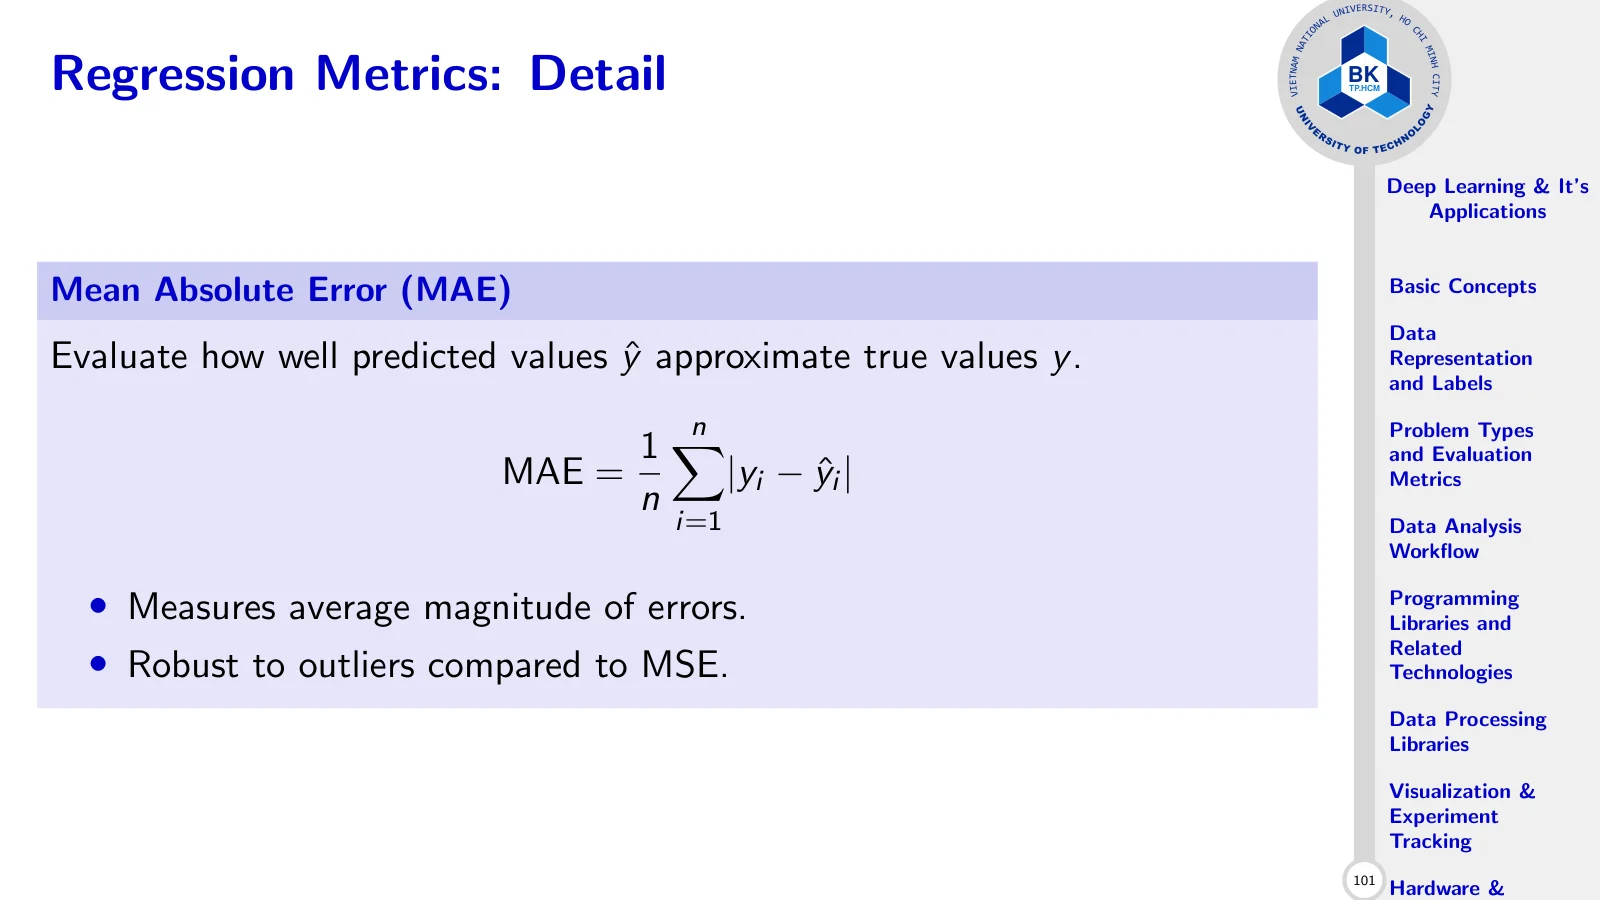 Regression Metrics: Detail
Mean Absolute Error (MAE)
Evaluate how well predicted values ŷ approximate true values y.
MAE = \frac{1}{n} \sum_{i=1}^{n} |y_i − ŷ_i|
• Measures average magnitude of errors.
• Robust to outliers compared to MSE.
VIETNAM NATIONAL UNIVERSITY, HO CHI MINH CITY
BK
TP.HCM
UNIVERSITY OF TECHNOLOGY
Deep Learning & It's
Applications
Basic Concepts
Data
Representation
and Labels
Problem Types
and Evaluation
Metrics
Data Analysis
Workflow
Programming
Libraries and
Related
Technologies
Data Processing
Libraries
Visualization &
Experiment
Tracking
Hardware &
101